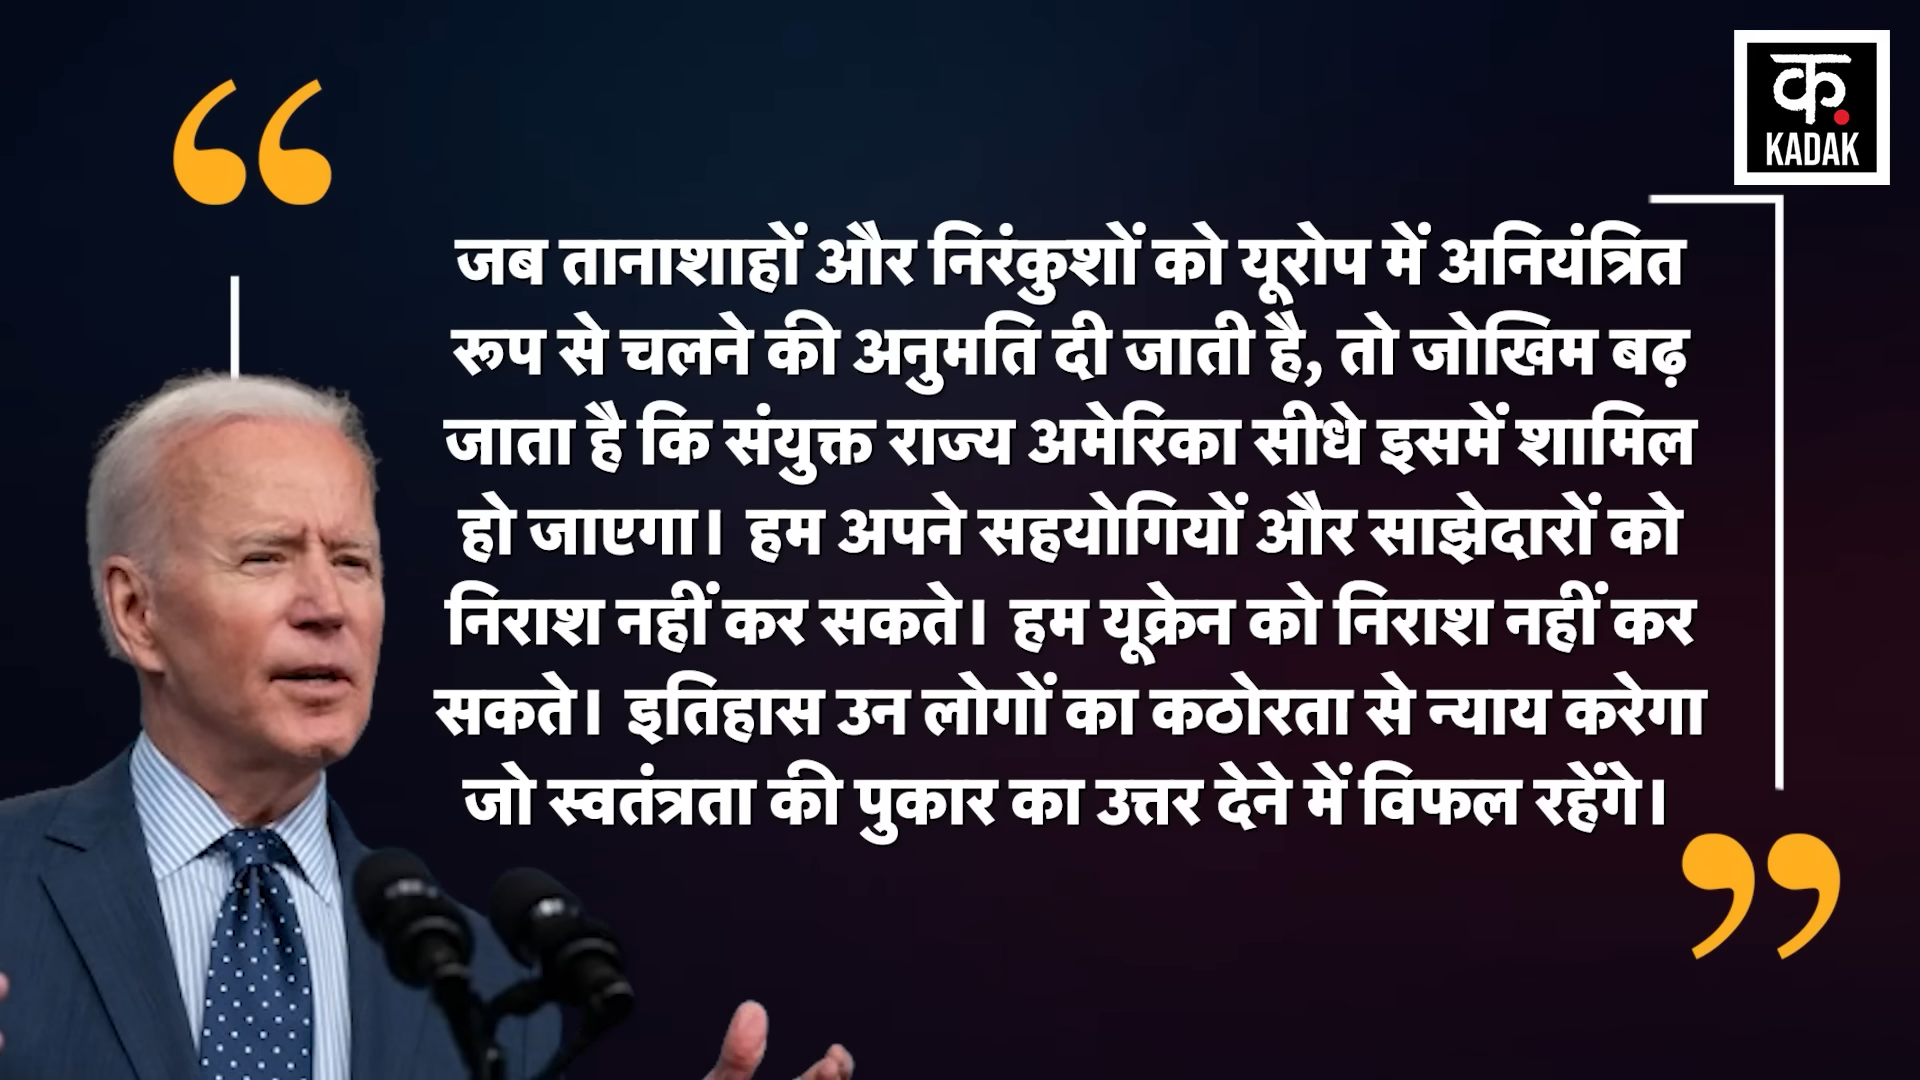 क.
KADAK
जब तानाशाहों और निरंकुशों को यूरोप में अनियंत्रित
रूप से चलने की अनुमति दी जाती है, तो जोखिम बढ़
जाता है कि संयुक्त राज्य अमेरिका सीधे इसमें शामिल
हो जाएगा। हम अपने सहयोगियों और साझेदारों को
निराश नहीं कर सकते। हम यूक्रेन को निराश नहीं कर
सकते। इतिहास उन लोगों का कठोरता से न्याय करेगा
जो स्वतंत्रता की पुकार का उत्तर देने में विफल रहेंगे।